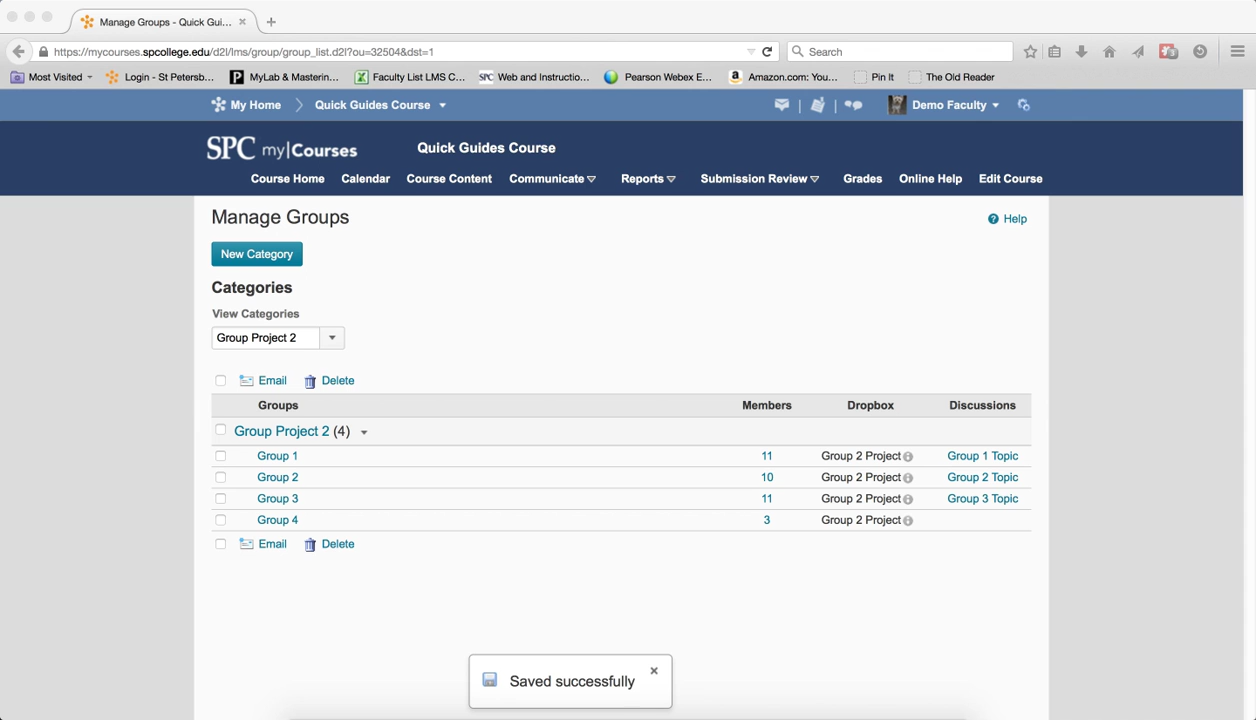 Manage Groups - Quick Gui...
https://mycourses.spcollege.edu/d2l/lms/group/group_list.d2l?ou=32504&dst=1
Search
Most Visited
Login - St Petersb...
MyLab & Mastering...
Faculty List LMS C...
SPC Web and Instructio...
Pearson Webex E...
Amazon.com: You...
Pin It
The Old Reader
My Home
Quick Guides Course
Demo Faculty
SPC my|Courses
Quick Guides Course
Course Home
Calendar
Course Content
Communicate
Reports
Submission Review
Grades
Online Help
Edit Course
Manage Groups
Help
New Category
Categories
View Categories
Group Project 2
Email Delete
Groups Members Dropbox Discussions
Group Project 2 (4)
Group 1 11 Group 2 Project Group 1 Topic
Group 2 10 Group 2 Project Group 2 Topic
Group 3 11 Group 2 Project Group 3 Topic
Group 4 3 Group 2 Project
Email Delete
Saved successfully